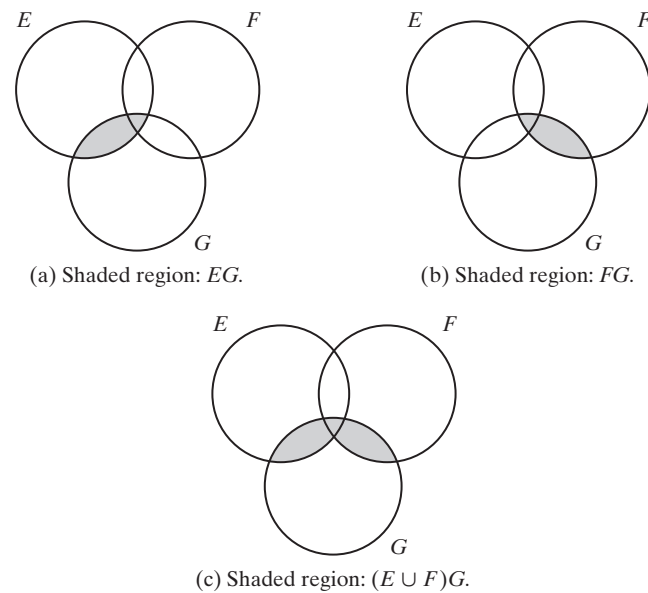 E F
G
(a) Shaded region: EG.
E F
G
(b) Shaded region: FG.
E F
G
(c) Shaded region: (E ∪ F)G.